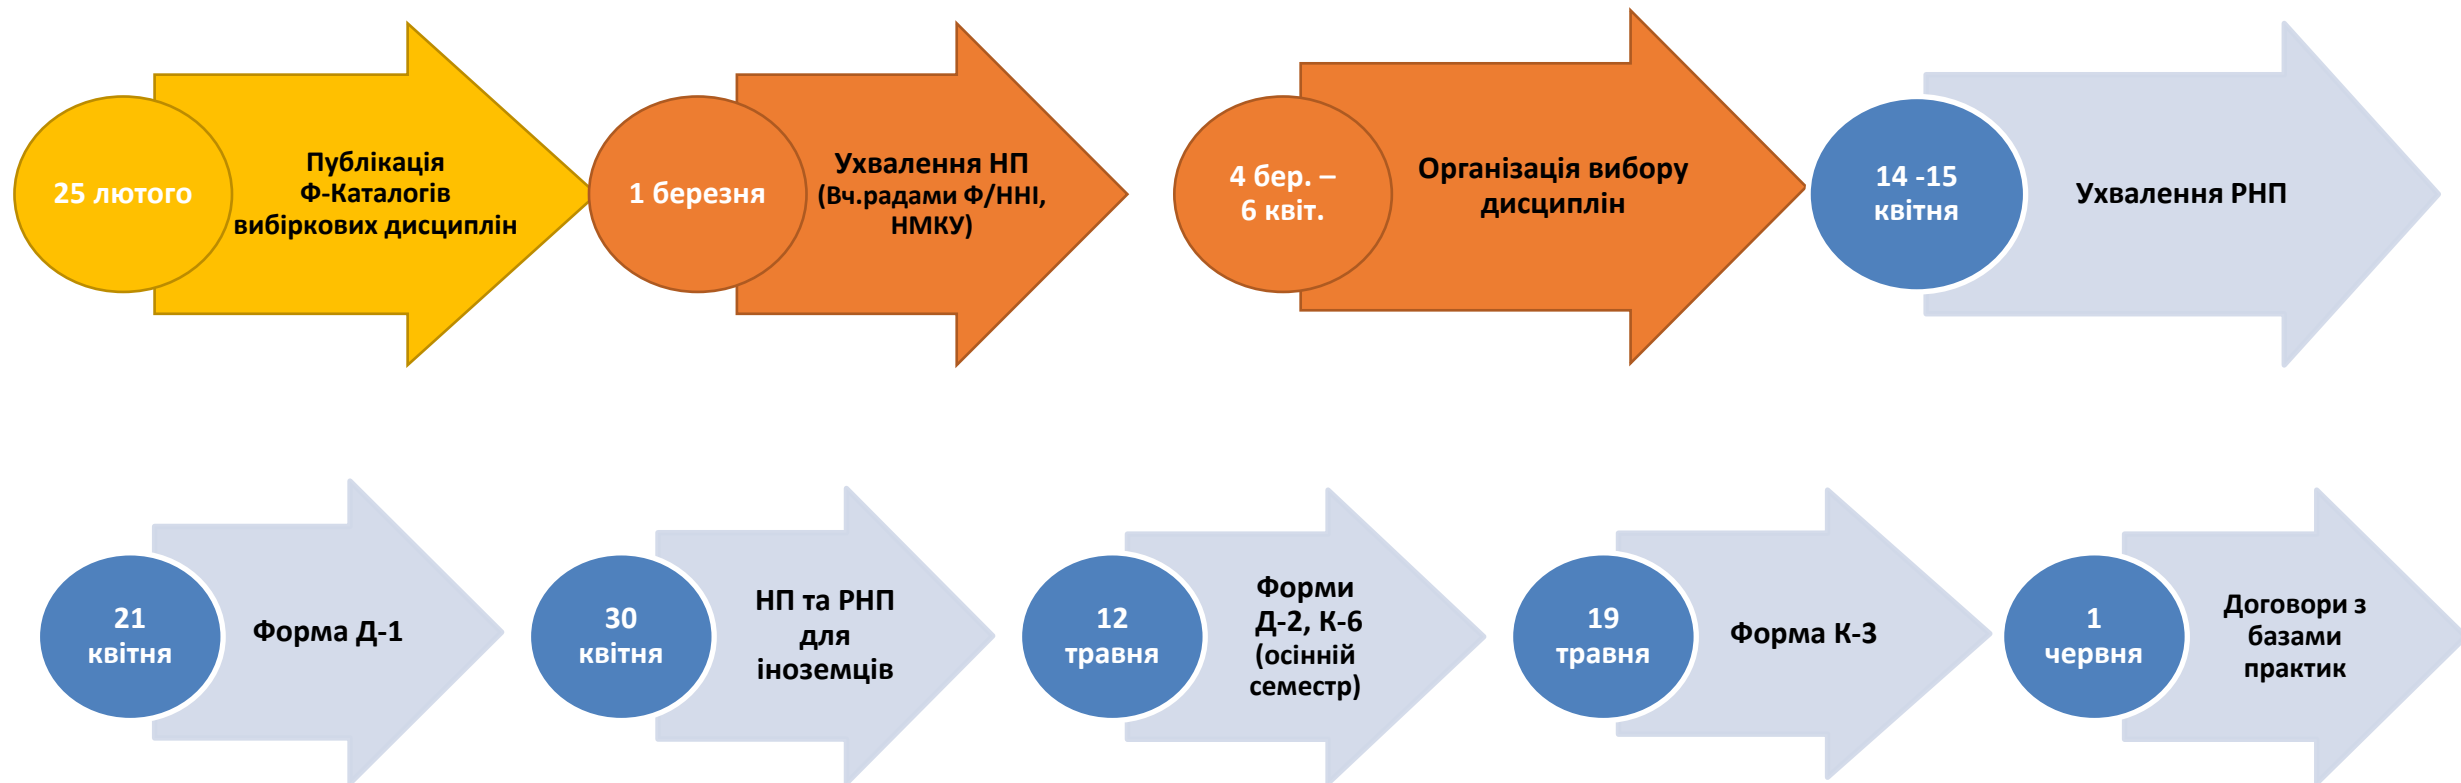 25 лютого
Публікація
Ф-Каталогів
вибіркових дисциплін
1 березня
Ухвалення НП
(Вч.радами Ф/ННІ,
НМКУ)
4 бер. –
6 квіт.
Організація вибору
дисциплін
14 -15
квітня
Ухвалення РНП
21
квітня
Форма Д-1
30
квітня
НП та РНП
для
іноземців
12
травня
Форми
Д-2, К-6
(осінній
семестр)
19
травня
Форма К-3
1
червня
Договори з
базами
практик